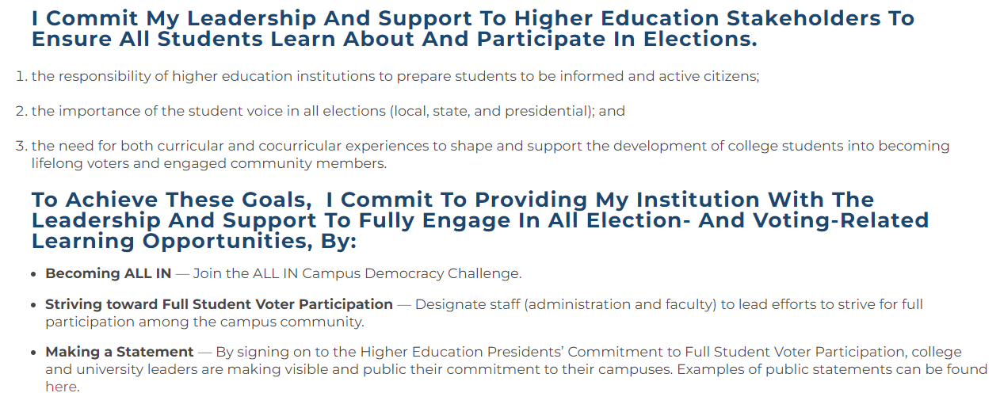 I Commit My Leadership And Support To Higher Education Stakeholders To
Ensure All Students Learn About And Participate In Elections.
1. the responsibility of higher education institutions to prepare students to be informed and active citizens;
2. the importance of the student voice in all elections (local, state, and presidential); and
3. the need for both curricular and cocurricular experiences to shape and support the development of college students into becoming
lifelong voters and engaged community members.
To Achieve These Goals,  I Commit To Providing My Institution With The
Leadership And Support To Fully Engage In All Election- And Voting-Related
Learning Opportunities, By:
• Becoming ALL IN — Join the ALL IN Campus Democracy Challenge.
• Striving toward Full Student Voter Participation — Designate staff (administration and faculty) to lead efforts to strive for full
participation among the campus community.
• Making a Statement — By signing on to the Higher Education Presidents’ Commitment to Full Student Voter Participation, college
and university leaders are making visible and public their commitment to their campuses. Examples of public statements can be found
here.